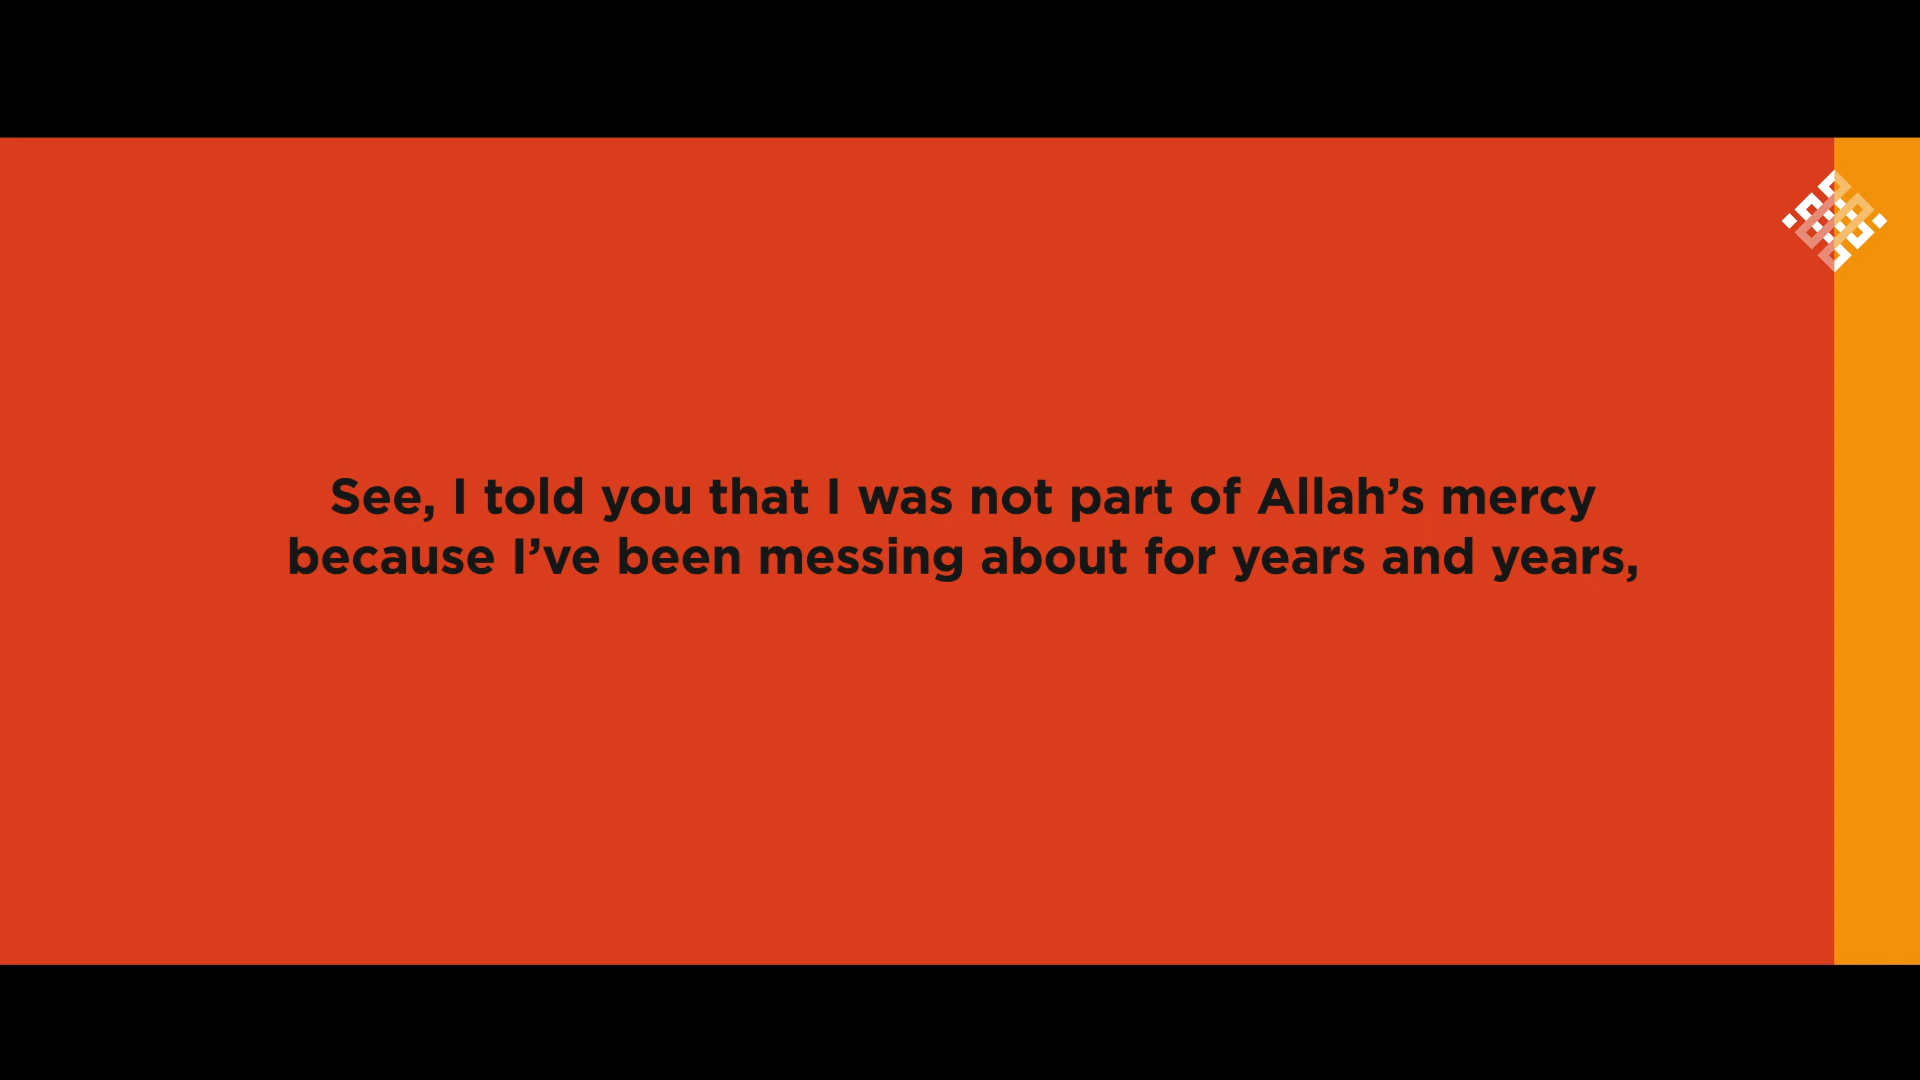 See, I told you that I was not part of Allah’s mercy
because I’ve been messing about for years and years,